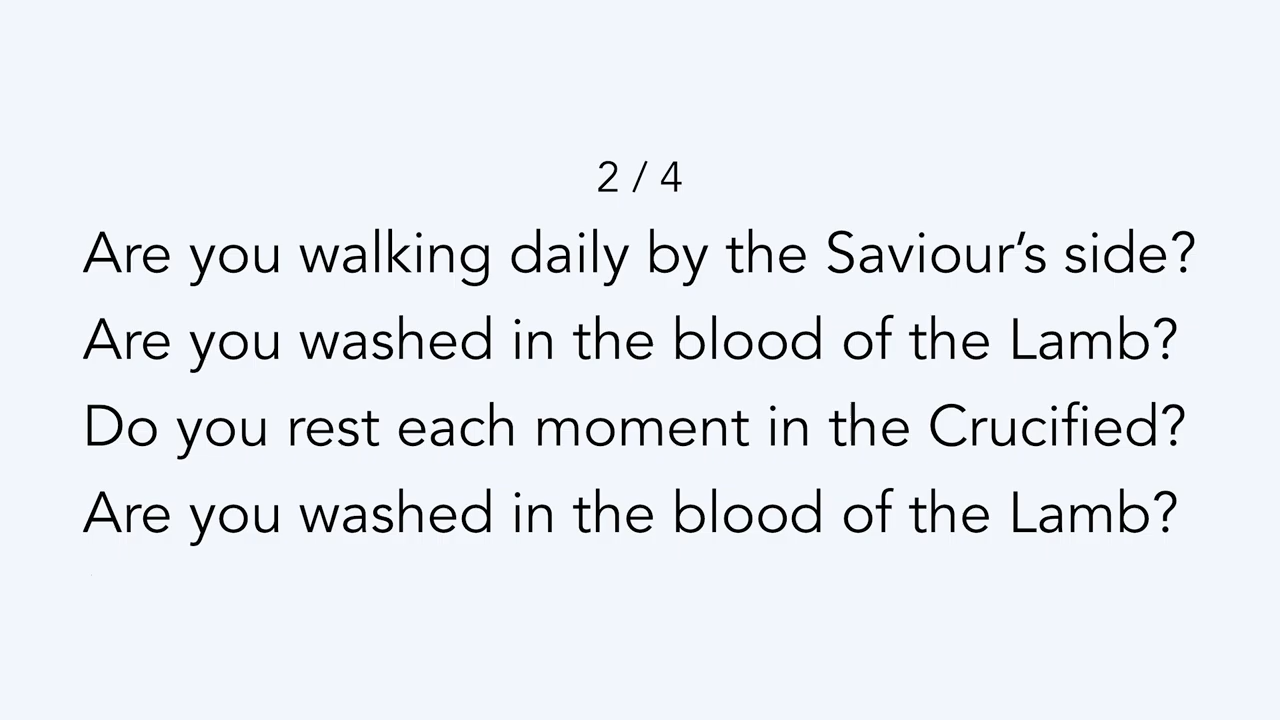 2 / 4
Are you walking daily by the Saviour’s side?
Are you washed in the blood of the Lamb?
Do you rest each moment in the Crucified?
Are you washed in the blood of the Lamb?